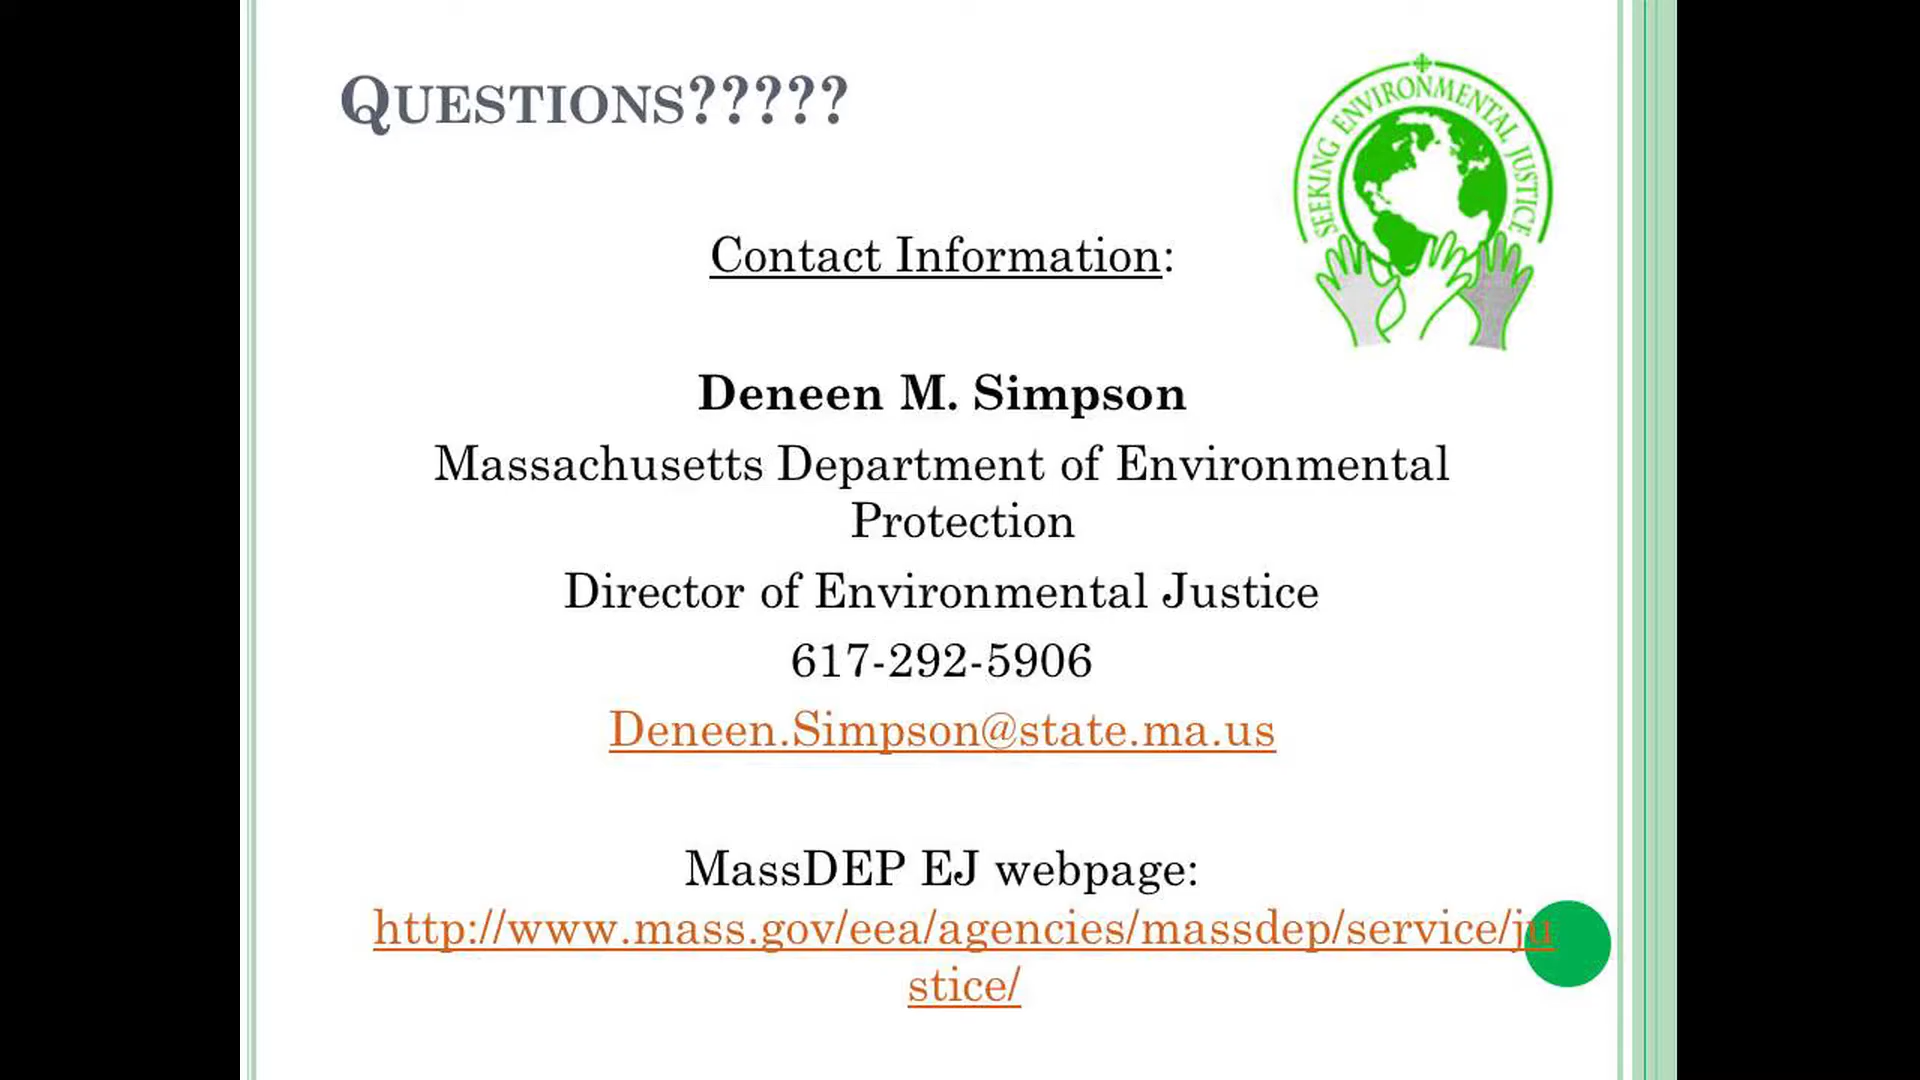 QUESTIONS?????
SEEKING ENVIRONMENTAL JUSTICE
Contact Information:
Deneen M. Simpson
Massachusetts Department of Environmental
Protection
Director of Environmental Justice
617-292-5906
Deneen.Simpson@state.ma.us
MassDEP EJ webpage:
http://www.mass.gov/eea/agencies/massdep/service/ju
stice/